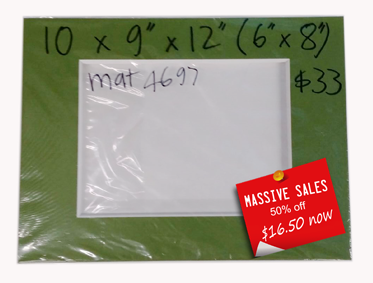 10 x 9" x 12" (6" x 8")
mat 4697
$33
MASSIVE SALES
50% off
$16.50 now